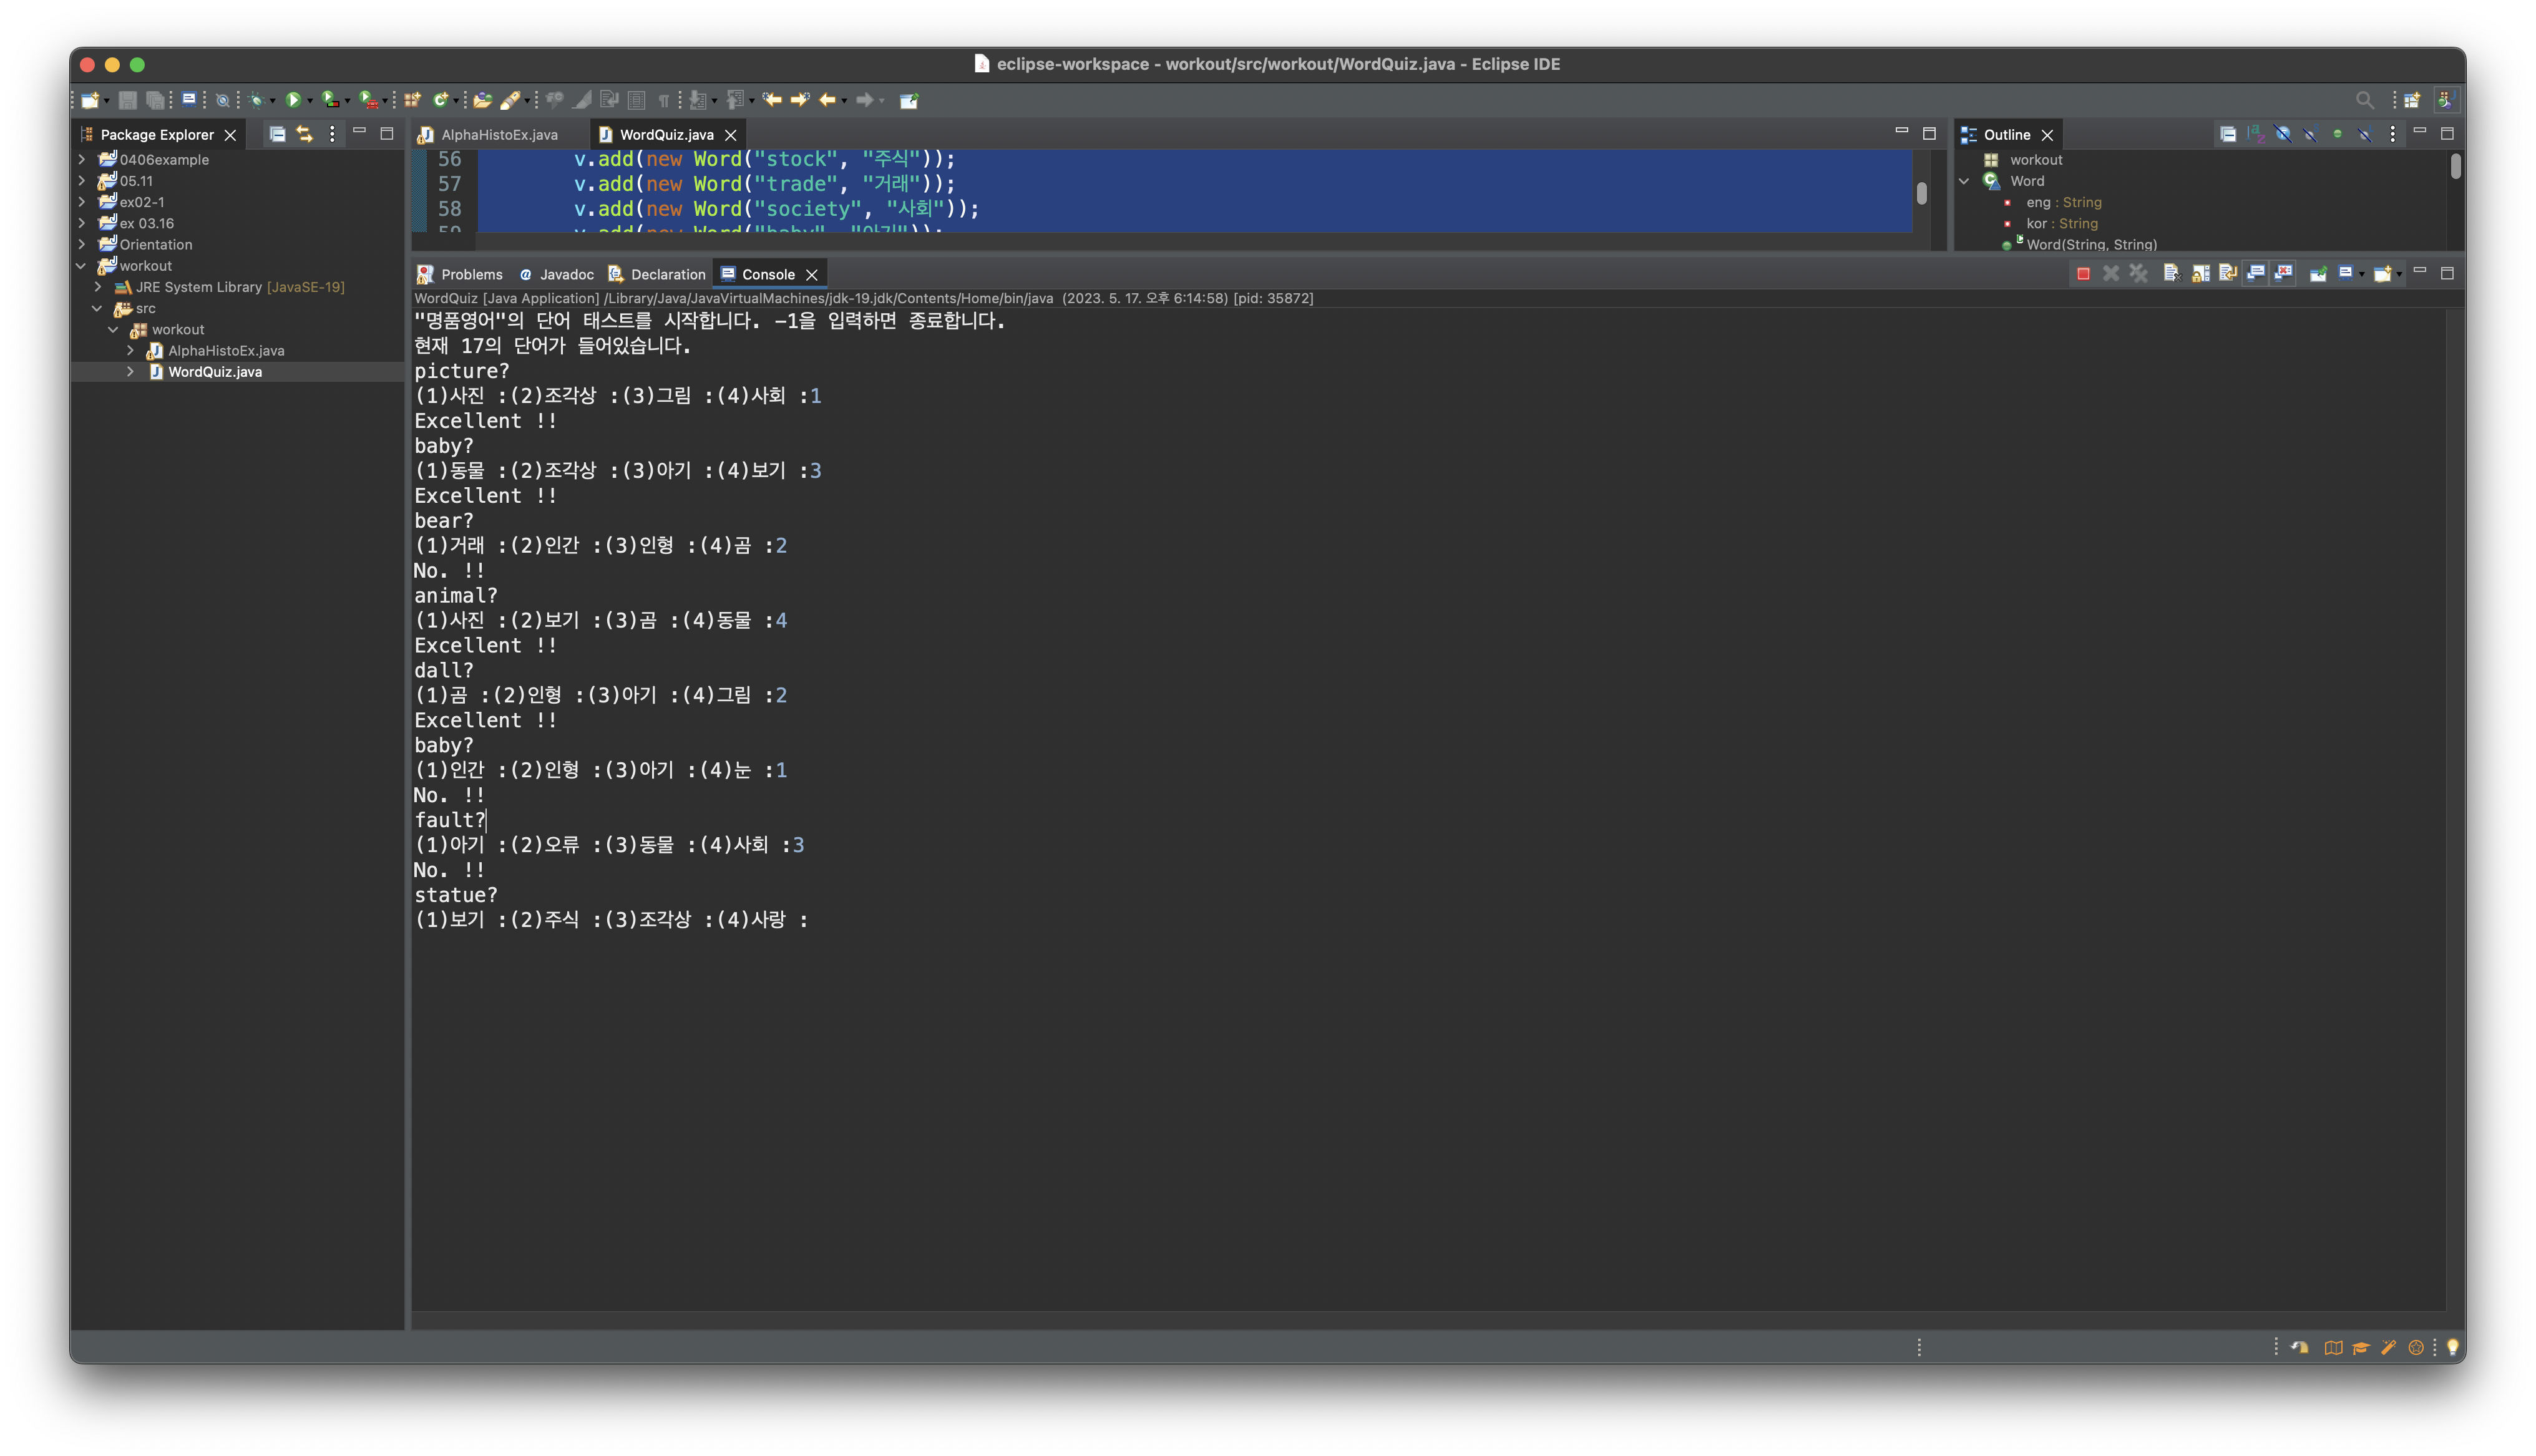 eclipse-workspace - workout/src/workout/WordQuiz.java - Eclipse IDE
Package Explorer
0406example
05.11
ex02-1
ex 03.16
Orientation
workout
JRE System Library [JavaSE-19]
src
workout
AlphaHistoEx.java
WordQuiz.java
AlphaHistoEx.java
WordQuiz.java
56 v.add(new Word("stock", "주식"));
57 v.add(new Word("trade", "거래"));
58 v.add(new Word("society", "사회"));
59 v.add(new Word("baby", "아기"));
Outline
workout
Word
eng : String
kor : String
Word(String, String)
Problems
Javadoc
Declaration
Console
WordQuiz [Java Application] /Library/Java/JavaVirtualMachines/jdk-19.jdk/Contents/Home/bin/java (2023. 5. 17. 오후 6:14:58) [pid: 35872]
"명품영어"의 단어 태스트를 시작합니다. -1을 입력하면 종료합니다.
현재 17의 단어가 들어있습니다.
picture?
(1)사진 :(2)조각상 :(3)그림 :(4)사회 :1
Excellent !!
baby?
(1)동물 :(2)조각상 :(3)아기 :(4)보기 :3
Excellent !!
bear?
(1)거래 :(2)인간 :(3)인형 :(4)곰 :2
No. !!
animal?
(1)사진 :(2)보기 :(3)곰 :(4)동물 :4
Excellent !!
dall?
(1)곰 :(2)인형 :(3)아기 :(4)그림 :2
Excellent !!
baby?
(1)인간 :(2)인형 :(3)아기 :(4)눈 :1
No. !!
fault?
(1)아기 :(2)오류 :(3)동물 :(4)사회 :3
No. !!
statue?
(1)보기 :(2)주식 :(3)조각상 :(4)사랑 :